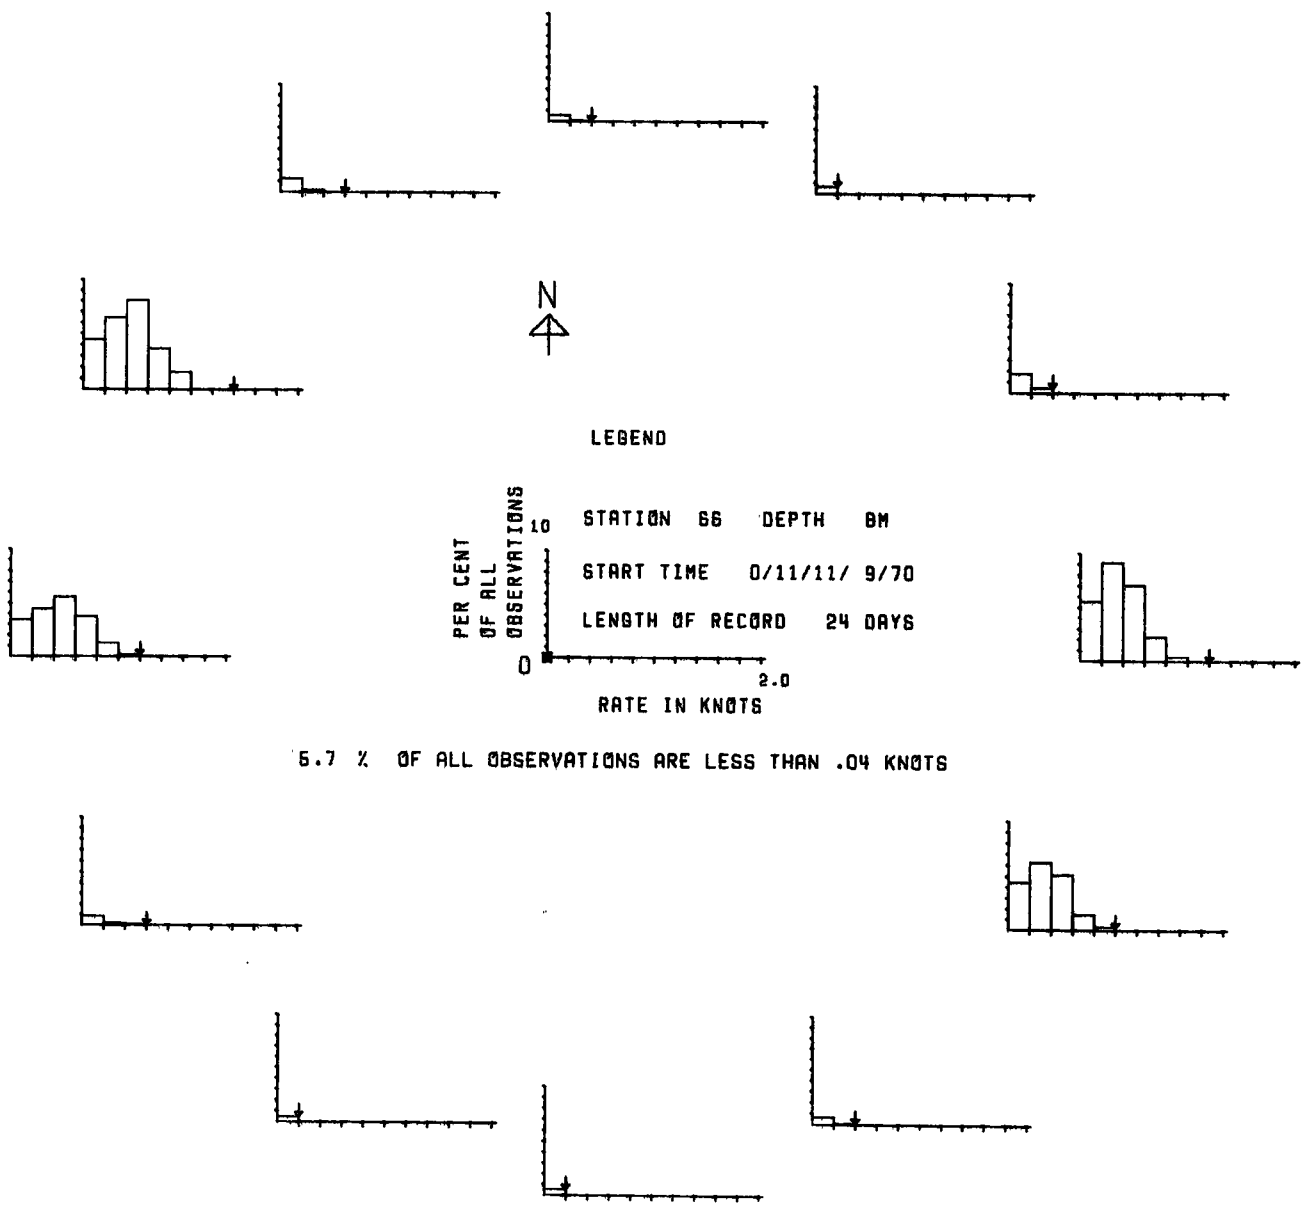 N
LEGEND
PER CENT
OF ALL
OBSERVATIONS
10
STATION 66 DEPTH 8M
START TIME 0/11/11/ 9/70
LENGTH OF RECORD 24 DAYS
0
2.0
RATE IN KNOTS
6.7 % OF ALL OBSERVATIONS ARE LESS THAN .04 KNOTS